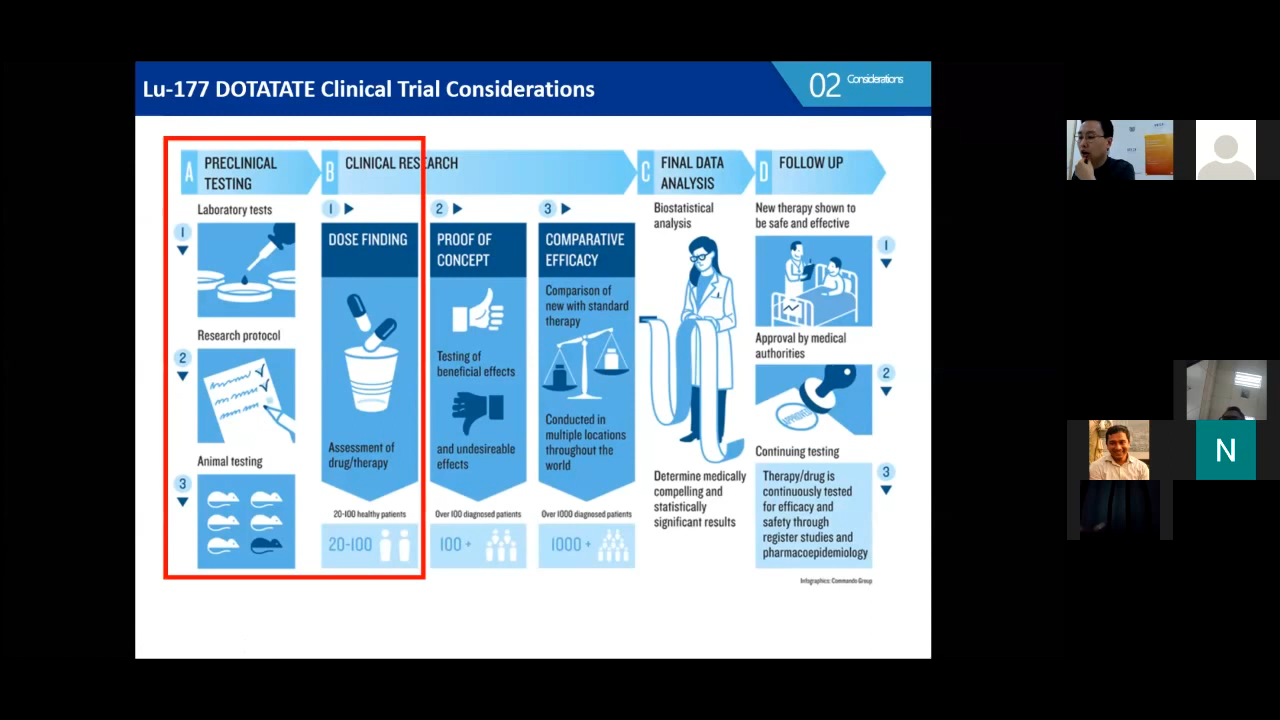 Lu-177 DOTATATE Clinical Trial Considerations
02
Considerations
A
PRECLINICAL
TESTING
B
CLINICAL RESEARCH
C
FINAL DATA
ANALYSIS
D
FOLLOW UP
Laboratory tests
1
Research protocol
2
Animal testing
3
1
DOSE FINDING
Assessment of
drug/therapy
20-100 healthy patients
20-100
2
PROOF OF
CONCEPT
Testing of
beneficial effects
and undesireable
effects
Over 100 diagnosed patients
100 +
3
COMPARATIVE
EFFICACY
Comparison of
new with standard
therapy
Conducted in
multiple locations
throughout the
world
Over 1000 diagnosed patients
1000 +
Biostatistical
analysis
Determine medically
compelling and
statistically
significant results
New therapy shown to
be safe and effective
1
Approval by medical
authorities
2
APPROVED
Continuing testing
Therapy/drug is
continuously tested
for efficacy and
safety through
register studies and
pharmacoepidemiology
3
Infographics: Commando Group
N